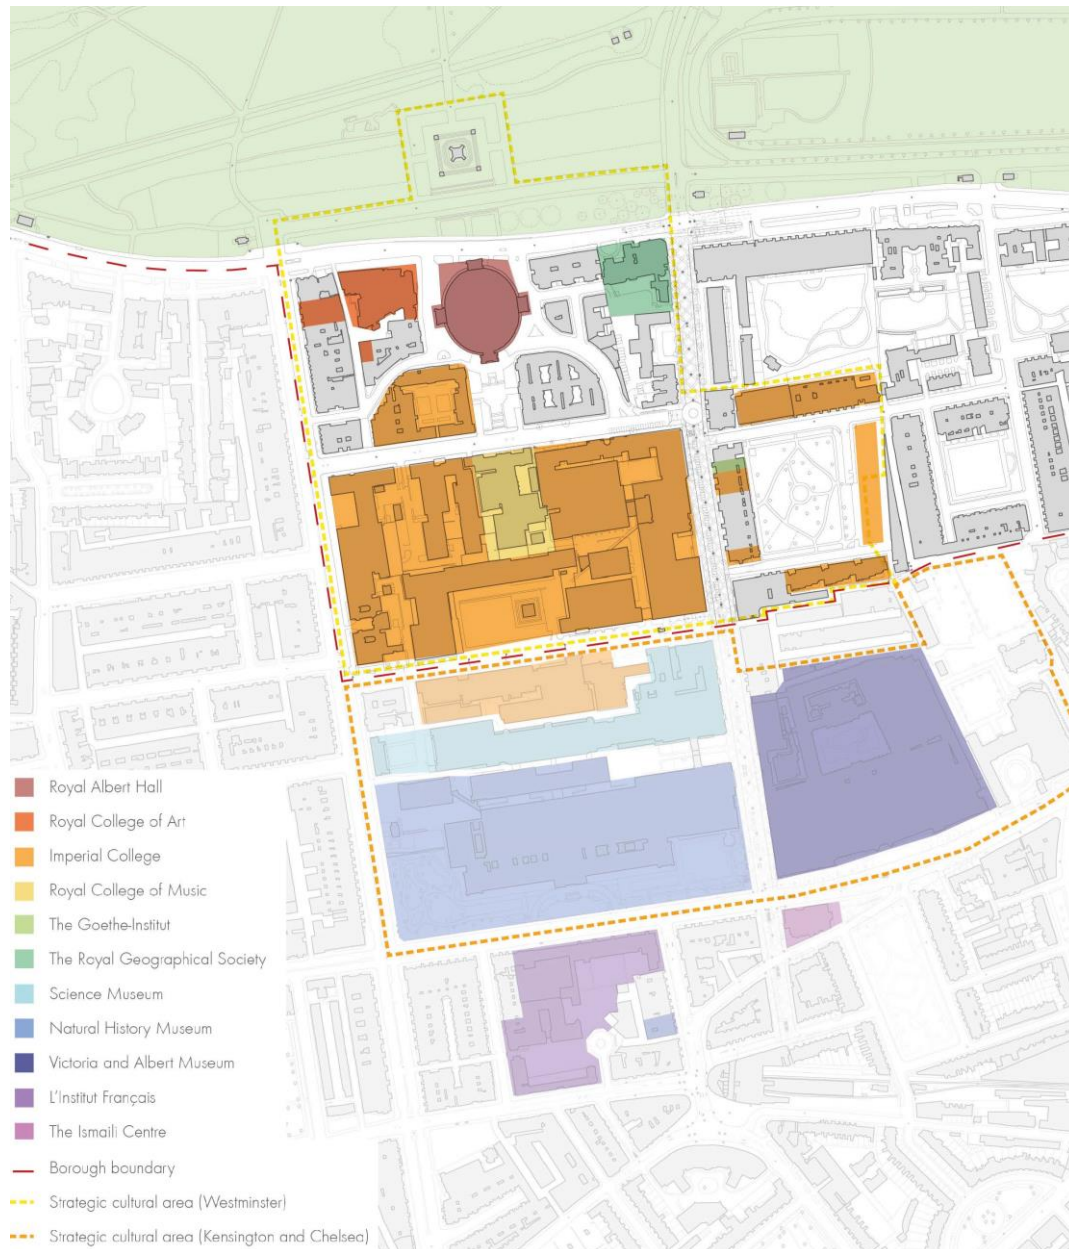 Royal Albert Hall
Royal College of Art
Imperial College
Royal College of Music
The Goethe-Institut
The Royal Geographical Society
Science Museum
Natural History Museum
Victoria and Albert Museum
L'Institut Français
The Ismaili Centre
Borough boundary
Strategic cultural area (Westminster)
Strategic cultural area (Kensington and Chelsea)